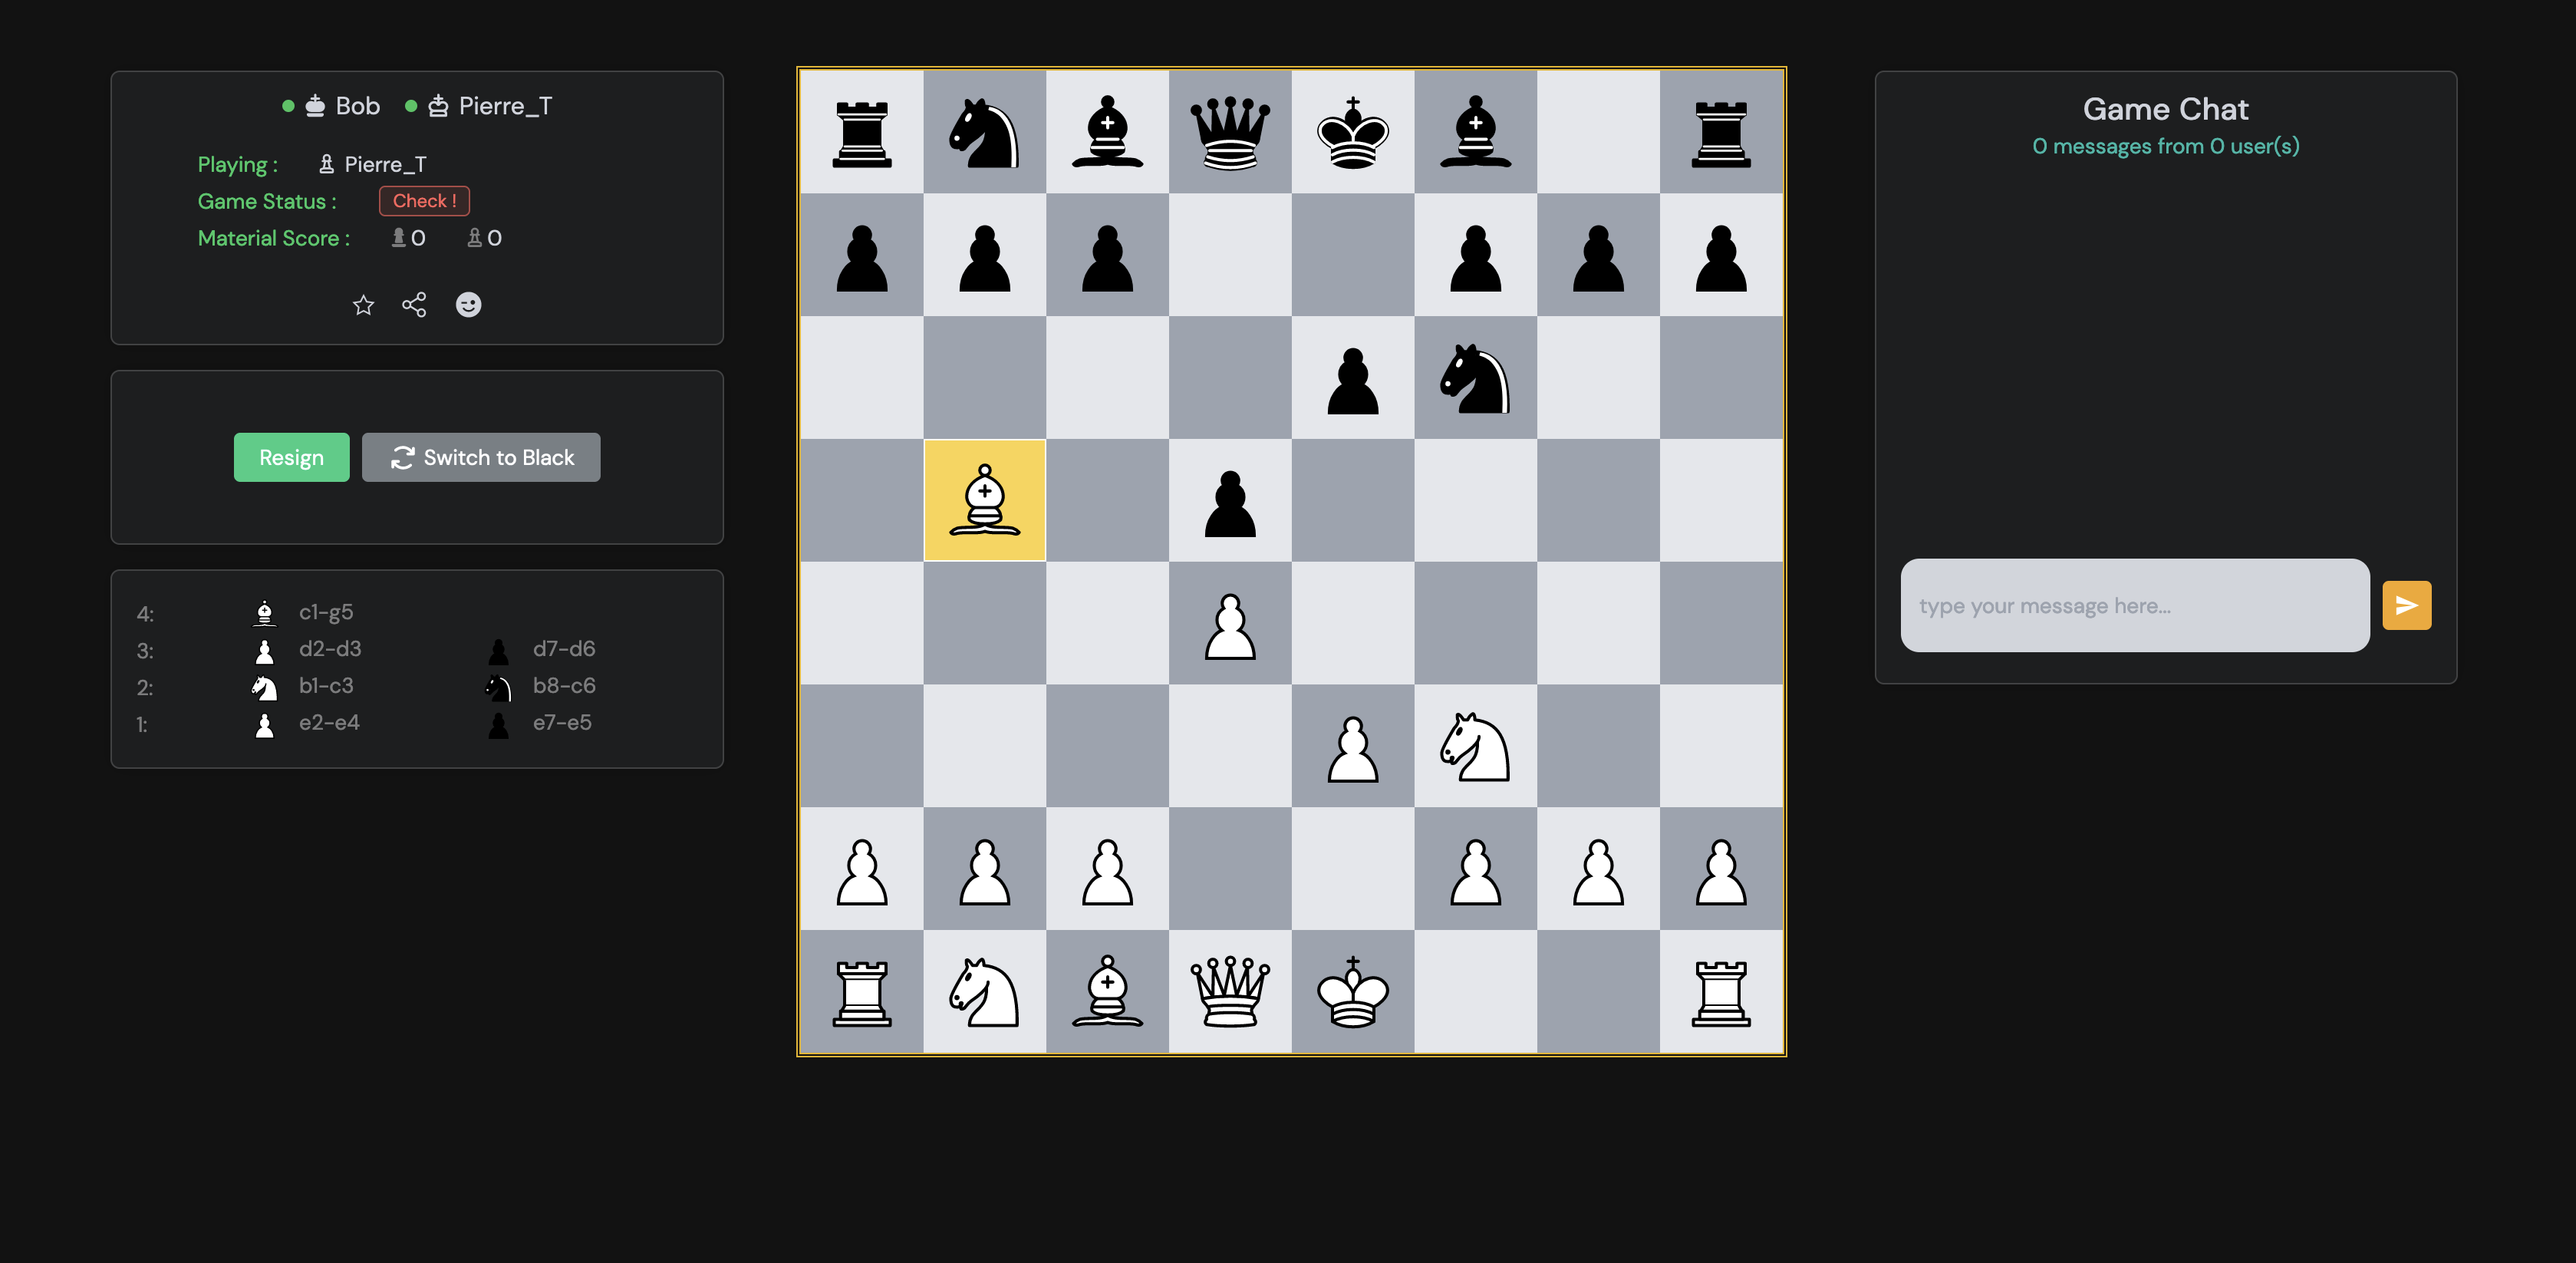 Bob Pierre_T
Playing : Pierre_T
Game Status : Check !
Material Score : 0 0
Resign Switch to Black
4: c1-g5
3: d2-d3 d7-d6
2: b1-c3 b8-c6
1: e2-e4 e7-e5
Game Chat
0 messages from 0 user(s)
type your message here...